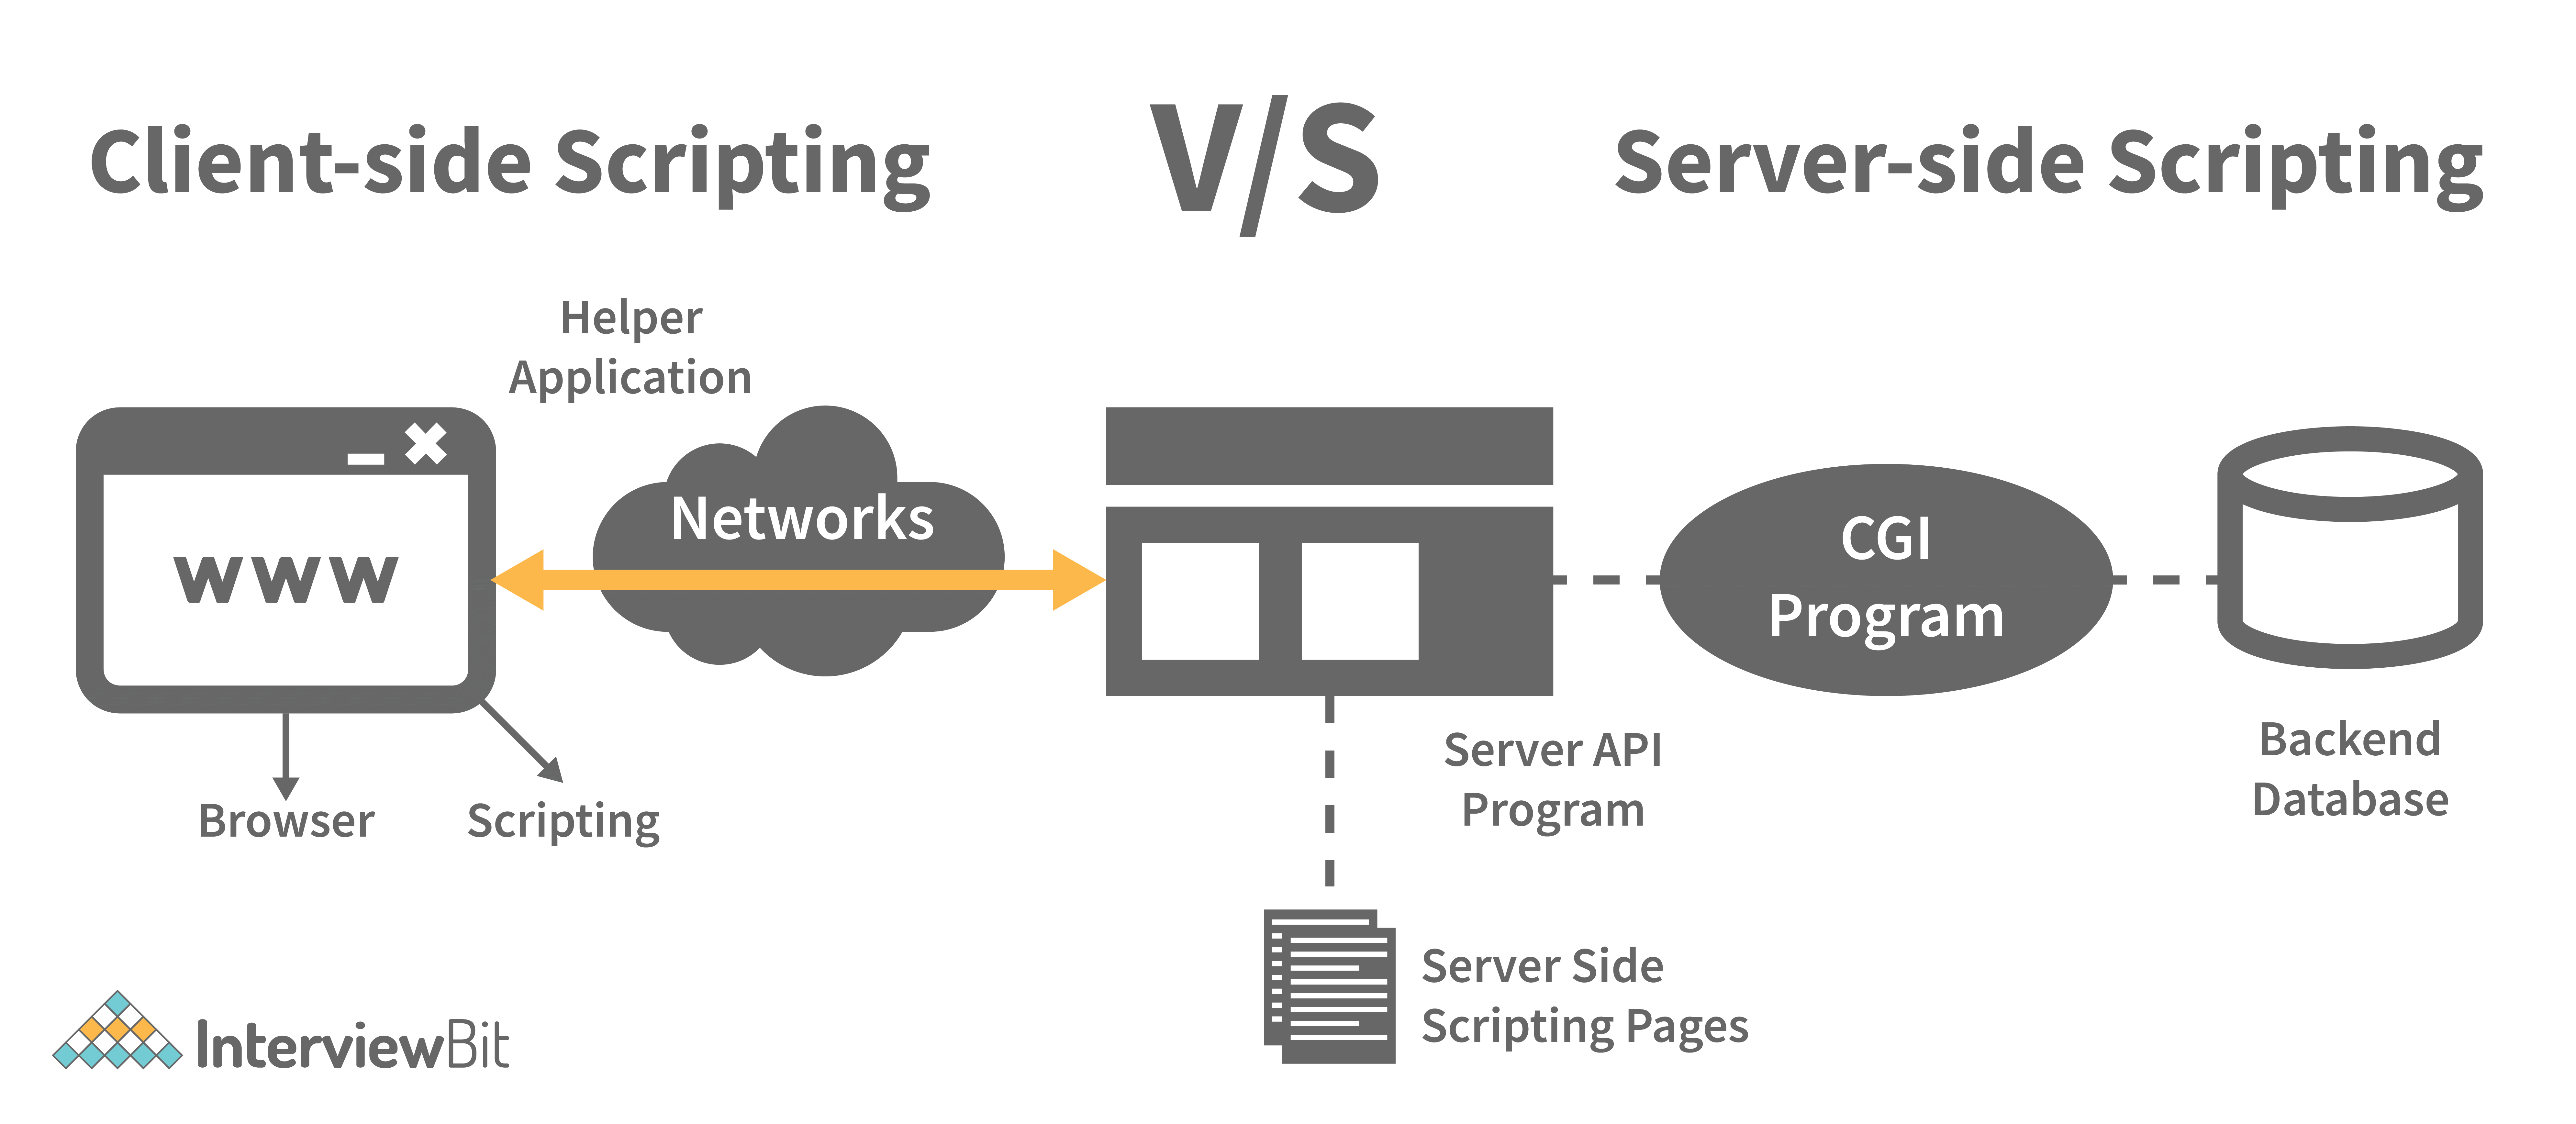 Client-side Scripting
V/S
Server-side Scripting
Helper
Application
www
Networks
CGI
Program
Browser
Scripting
Server API
Program
Backend
Database
Server Side
Scripting Pages
InterviewBit